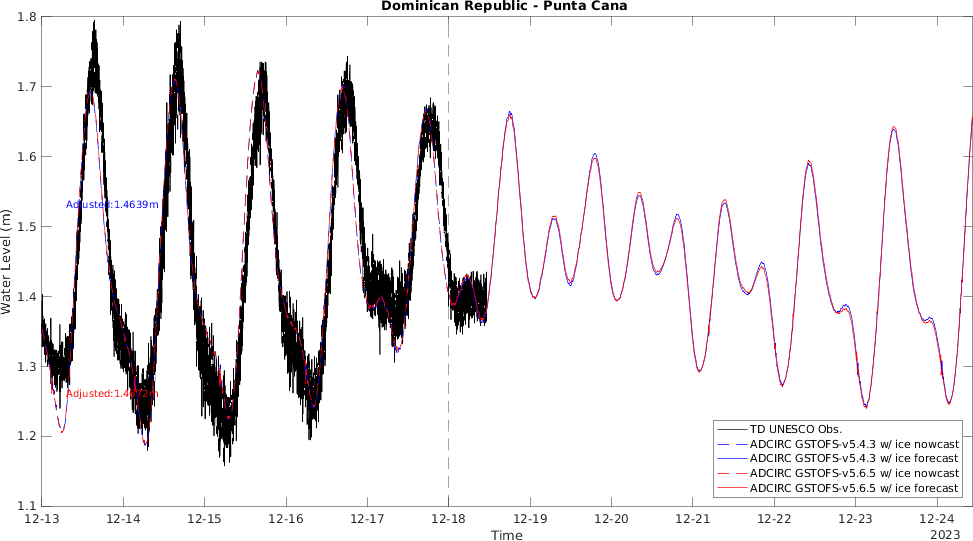 Dominican Republic - Punta Cana
1.8
1.7
1.6
1.5
1.4
1.3
1.2
1.1
Water Level (m)
Adjusted:1.4639m
12-13
12-14
12-15
12-16
12-17
12-18
12-19
12-20
12-21
12-22
12-23
12-24
2023
Time
TD UNESCO Obs.
ADCIRC GSTOFS-v5.4.3 w/ ice nowcast
ADCIRC GSTOFS-v5.4.3 w/ ice forecast
ADCIRC GSTOFS-v5.6.5 w/ ice nowcast
ADCIRC GSTOFS-v5.6.5 w/ ice forecast